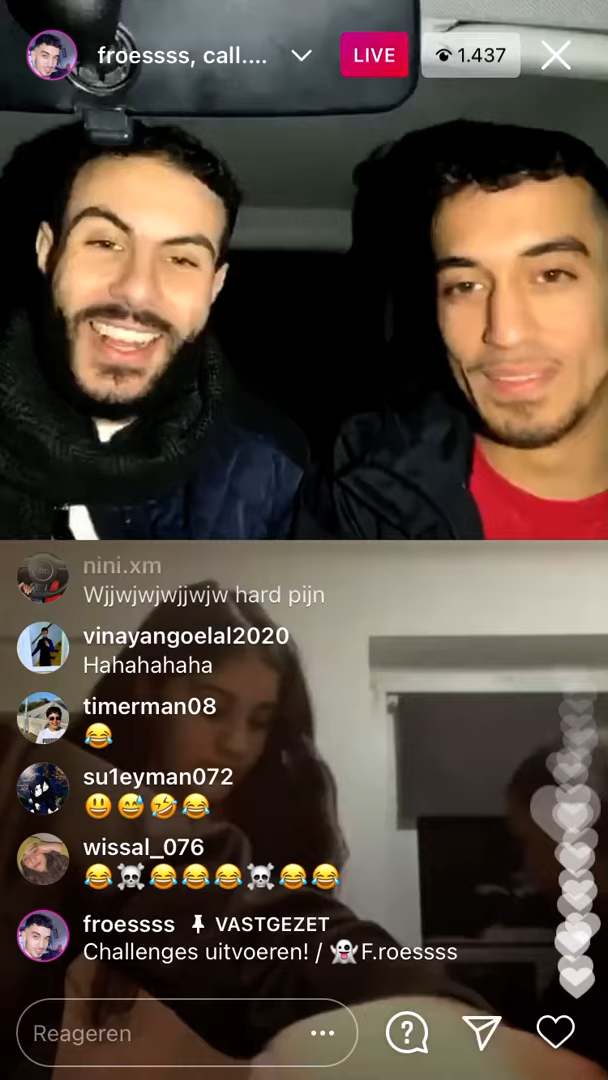 froessss, call....
LIVE
1.437
nini.xm
Wjjwjwjwjjwjw hard pijn
vinayangoelal2020
Hahahahaha
timerman08
😂
su1eyman072
😃😅🤣😂
wissal_076
😂☠️😂😂😂☠️😂😂
froessss 📌 VASTGEZET
Challenges uitvoeren! / 👻F.roessss
Reageren